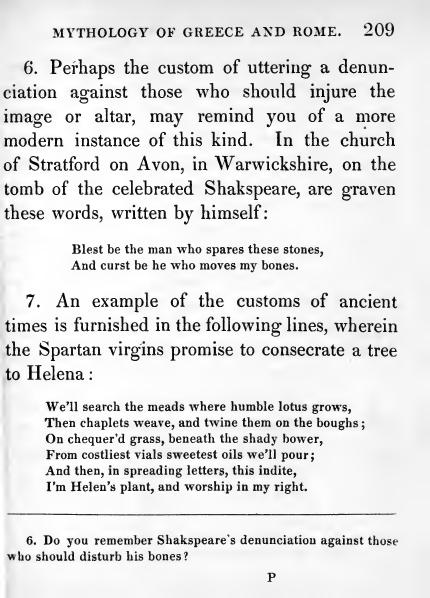 MYTHOLOGY OF GREECE AND ROME. 209
6. Perhaps the custom of uttering a denun-
ciation against those who should injure the
image or altar, may remind you of a more
modern instance of this kind. In the church
of Stratford on Avon, in Warwickshire, on the
tomb of the celebrated Shakspeare, are graven
these words, written by himself:
Blest be the man who spares these stones,
And curst be he who moves my bones.
7. An example of the customs of ancient
times is furnished in the following lines, wherein
the Spartan virgins promise to consecrate a tree
to Helena:
We'll search the meads where humble lotus grows,
Then chaplets weave, and twine them on the boughs;
On chequer'd grass, beneath the shady bower,
From costliest vials sweetest oils we'll pour;
And then, in spreading letters, this indite,
I'm Helen's plant, and worship in my right.
6. Do you remember Shakspeare's denunciation against those
who should disturb his bones?
P